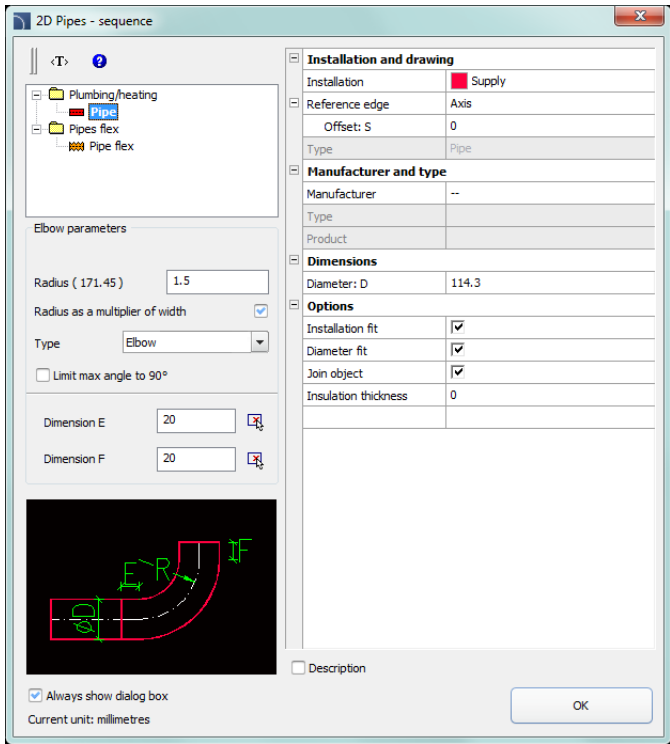 2D Pipes - sequence
x
‹T› ?
Plumbing/heating
Pipe
Pipes flex
Pipe flex
Elbow parameters
Radius ( 171.45 ) 1.5
Radius as a multiplier of width
Type Elbow
Limit max angle to 90°
Dimension E 20
Dimension F 20
E R F
ØD
Always show dialog box
Current unit: millimetres
Installation and drawing
Installation Supply
Reference edge Axis
Offset: S 0
Type Pipe
Manufacturer and type
Manufacturer --
Type
Product
Dimensions
Diameter: D 114.3
Options
Installation fit
Diameter fit
Join object
Insulation thickness 0
Description
OK